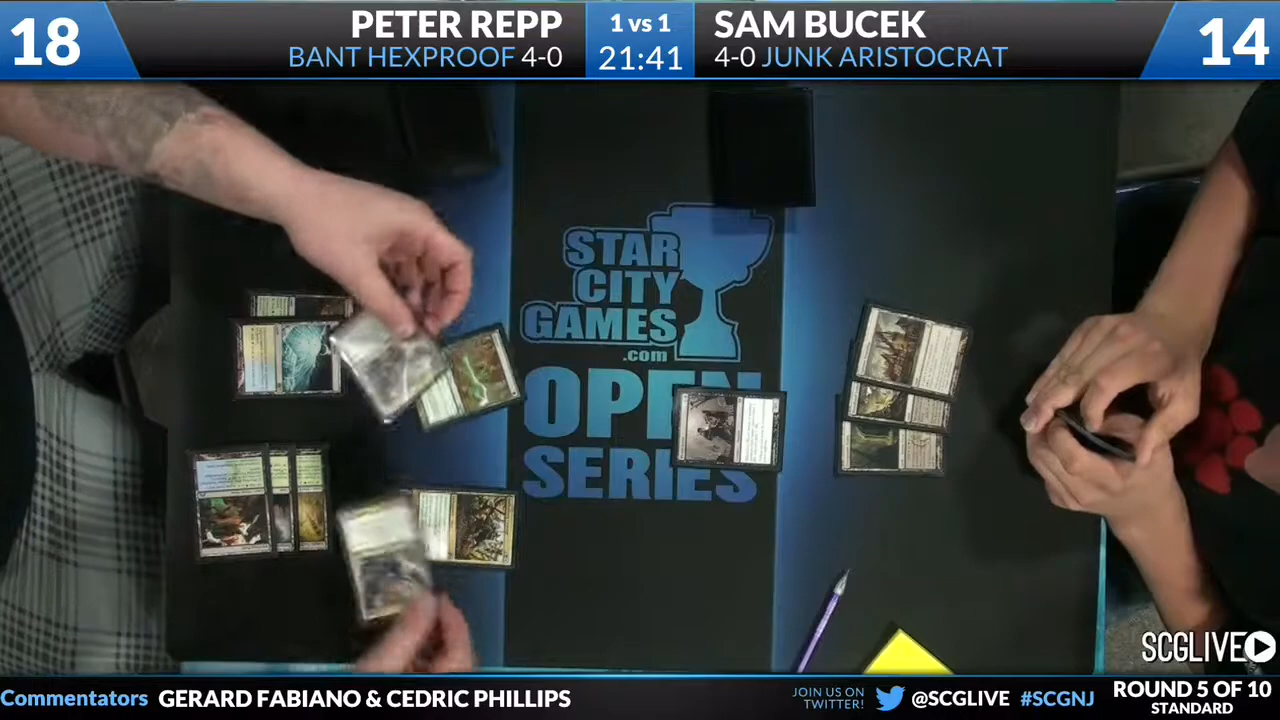 18
PETER REPP
BANT HEXPROOF 4-0
1 vs 1
21:41
SAM BUCEK
4-0 JUNK ARISTOCRAT
14
STAR
CITY
GAMES
.com
OPEN
SERIES
SCGLIVE
Commentators GERARD FABIANO & CEDRIC PHILLIPS
JOIN US ON
TWITTER!
@SCGLIVE #SCGNJ
ROUND 5 OF 10
STANDARD